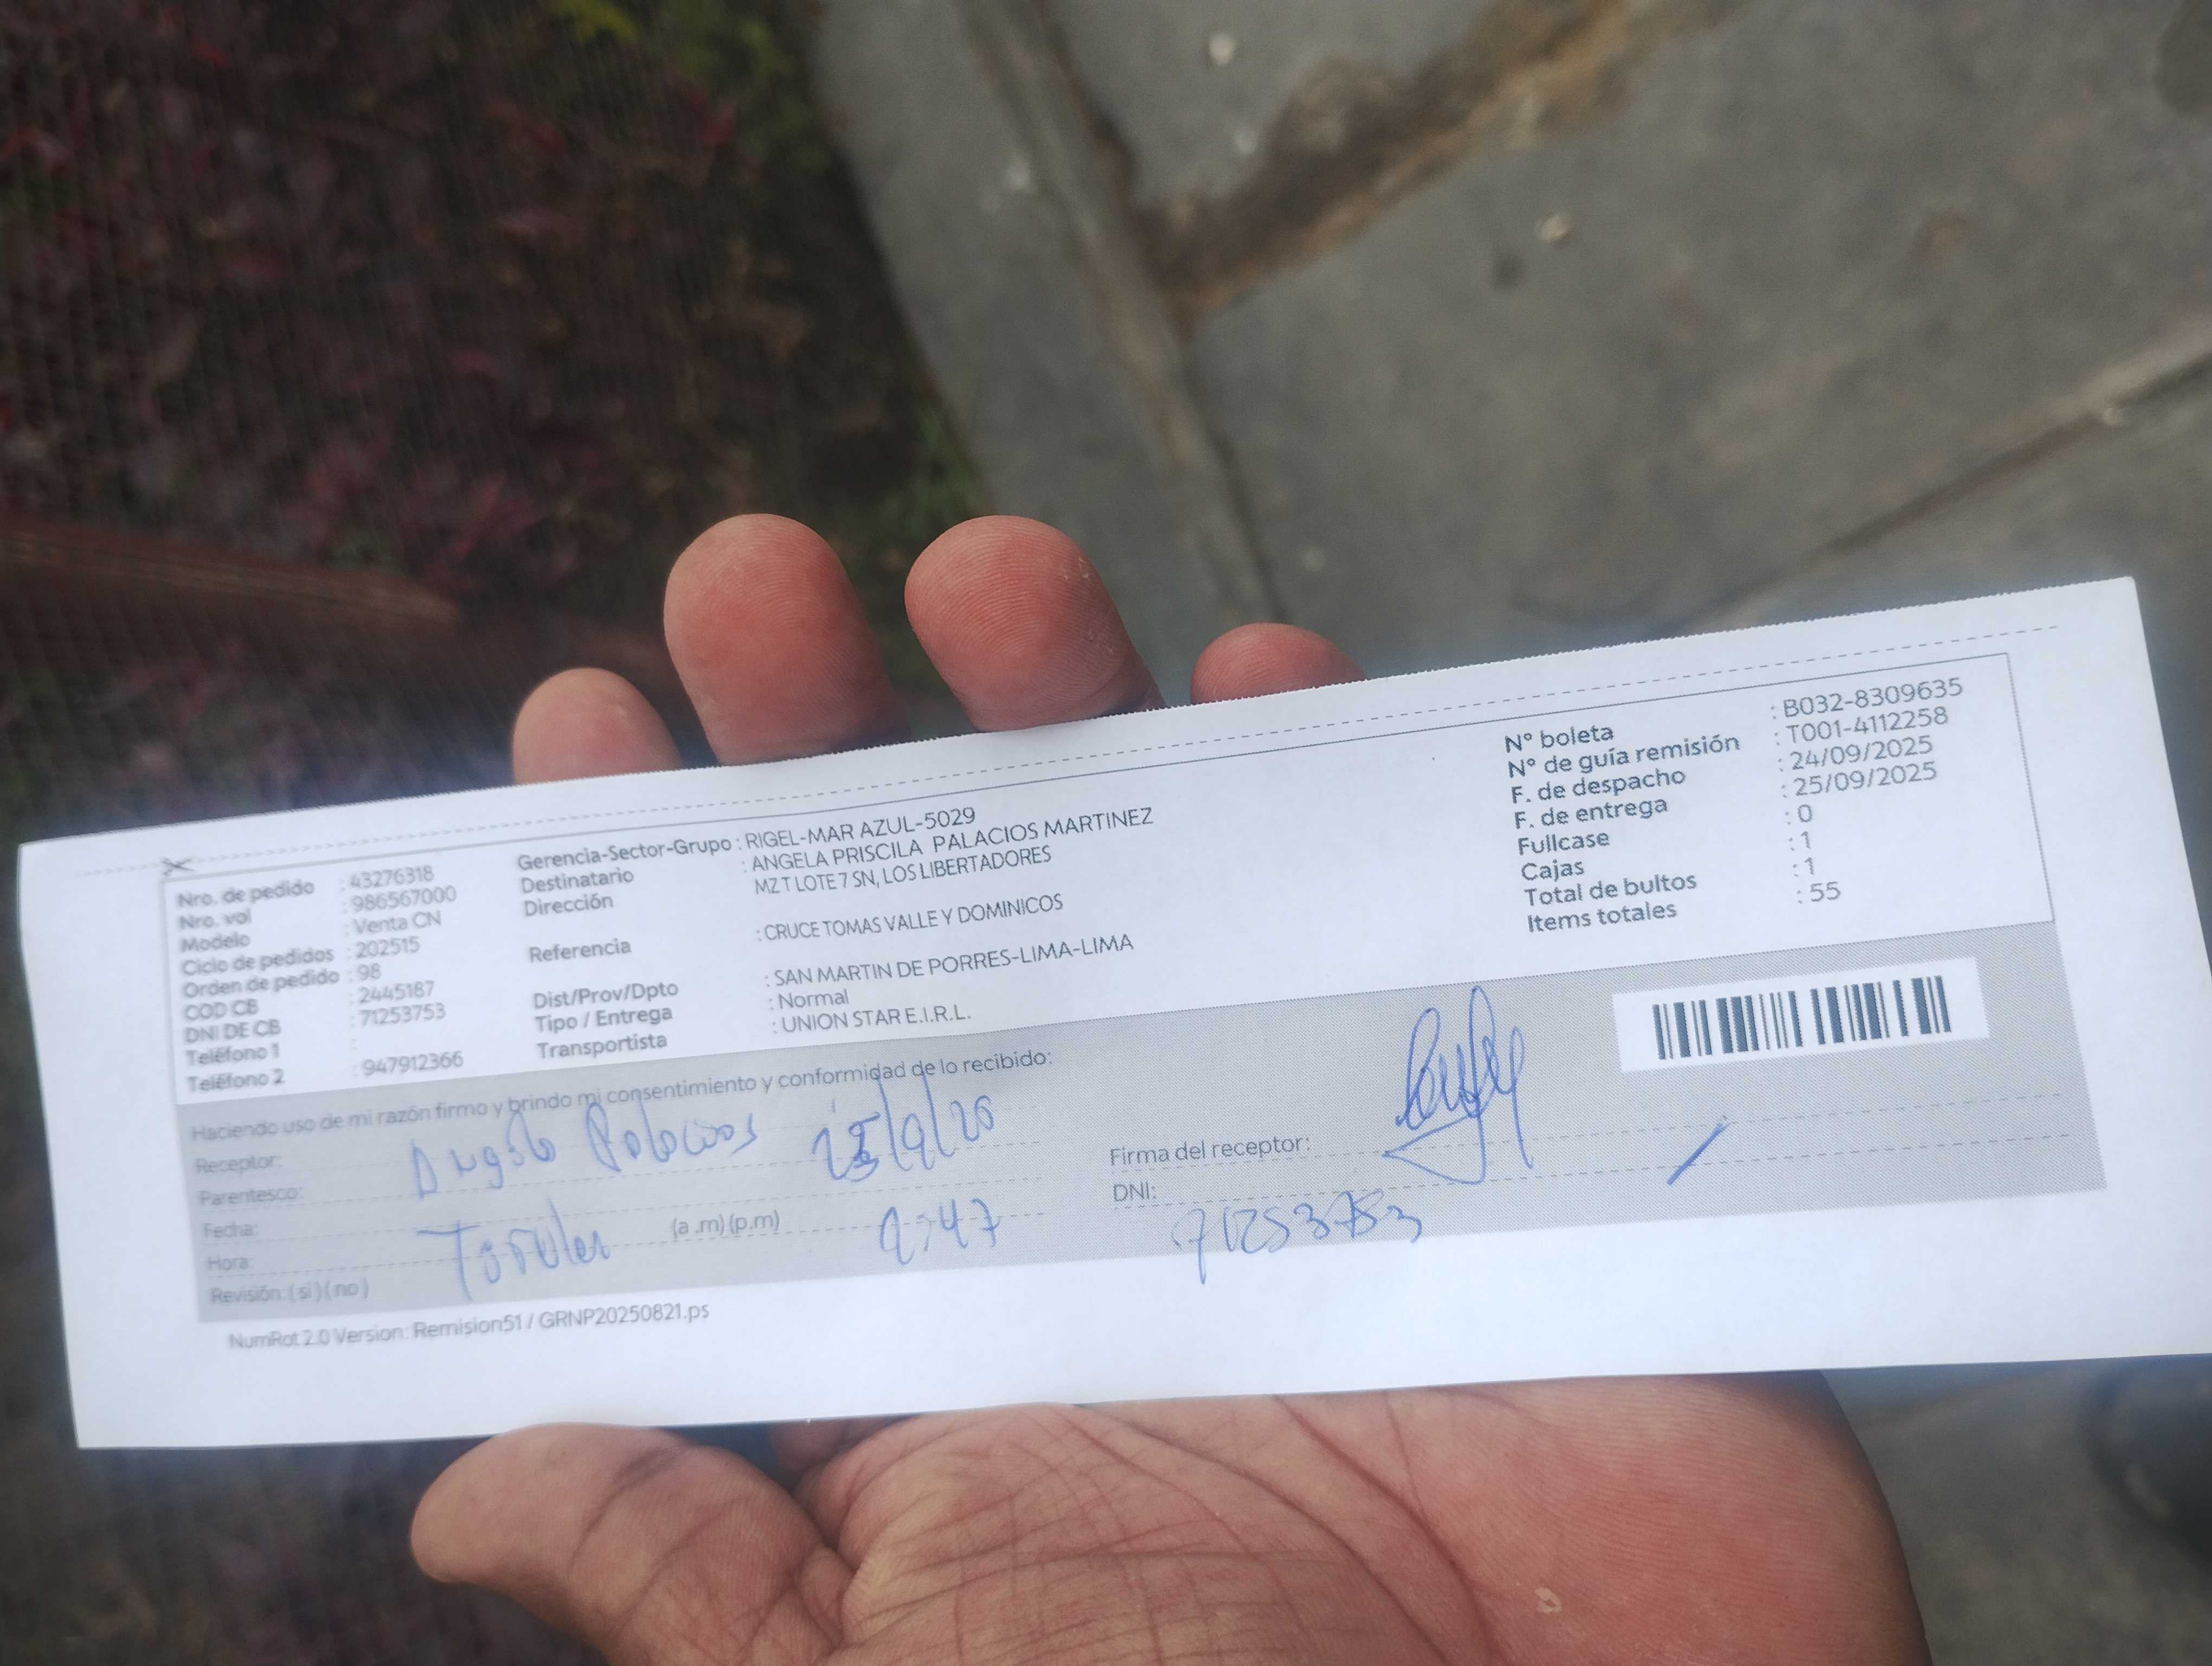 Nro. de pedido : 43276318
Nro. vol : 986567000
Modelo : Venta CN
Ciclo de pedidos : 202515
Orden de pedido : 98
COD CB : 2445187
DNI DE CB : 71253753
Teléfono 1 :
Teléfono 2 : 947912366
Gerencia-Sector-Grupo : RIGEL-MAR AZUL-5029
Destinatario : ANGELA PRISCILA PALACIOS MARTINEZ
Dirección MZ T LOTE 7 SN, LOS LIBERTADORES
Referencia : CRUCE TOMAS VALLE Y DOMINICOS
Dist/Prov/Dpto : SAN MARTIN DE PORRES-LIMA-LIMA
Tipo / Entrega : Normal
Transportista : UNION STAR E.I.R.L.
N° boleta : B032-8309635
N° de guía remisión : T001-4112258
F. de despacho : 24/09/2025
F. de entrega : 25/09/2025
Fullcase : 0
Cajas : 1
Total de bultos : 1
Items totales : 55
Haciendo uso de mi razón firmo y brindo mi consentimiento y conformidad de lo recibido:
Receptor: Palacios
Parentesco:
Fecha:
Hora: (a .m) (p.m) 9:47
Revisión: ( si ) ( no )
Firma del receptor:
DNI: 71253753
NumRot 2.0 Version: Remision51 / GRNP20250821.ps